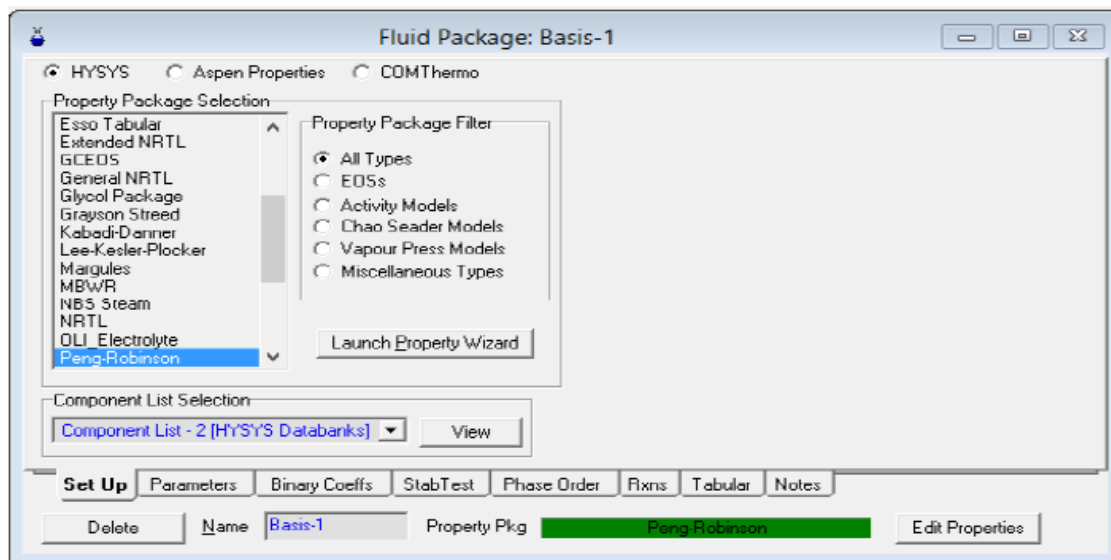 Fluid Package: Basis-1
HYSYS Aspen Properties COMThermo
Property Package Selection
Esso Tabular
Extended NRTL
GCEOS
General NRTL
Glycol Package
Grayson Streed
Kabadi-Danner
Lee-Kesler-Plocker
Margules
MBWR
NBS Steam
NRTL
OLI_Electrolyte
Peng-Robinson
Property Package Filter
All Types
EOSs
Activity Models
Chao Seader Models
Vapour Press Models
Miscellaneous Types
Launch Property Wizard
Component List Selection
Component List - 2 [HYSYS Databanks] View
Set Up Parameters Binary Coeffs StabTest Phase Order Rxns Tabular Notes
Delete Name Basis-1 Property Pkg Peng-Robinson Edit Properties